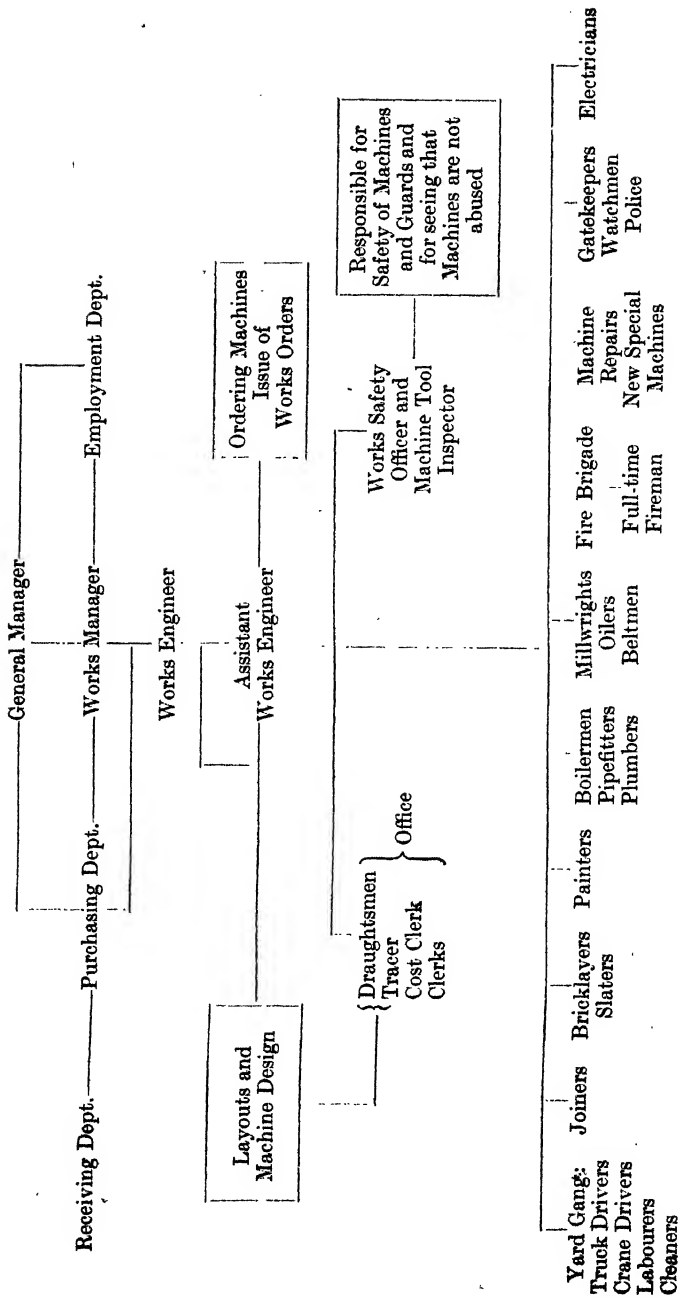 General Manager
Receiving Dept. Purchasing Dept. Works Manager Employment Dept.
Works Engineer
Layouts and
Machine Design
Assistant
Works Engineer
Ordering Machines
Issue of
Works Orders
Draughtsmen
Tracer
Cost Clerk
Clerks
Office
Works Safety
Officer and
Machine Tool
Inspector
Responsible for
Safety of Machines
and Guards and
for seeing that
Machines are not
abused
Yard Gang:
Truck Drivers
Crane Drivers
Labourers
Cleaners
Joiners
Bricklayers
Slaters
Painters
Boilermen
Pipefitters
Plumbers
Millwrights
Oilers
Beltmen
Fire Brigade
Full-time
Fireman
Machine
Repairs
New Special
Machines
Gatekeepers
Watchmen
Police
Electricians